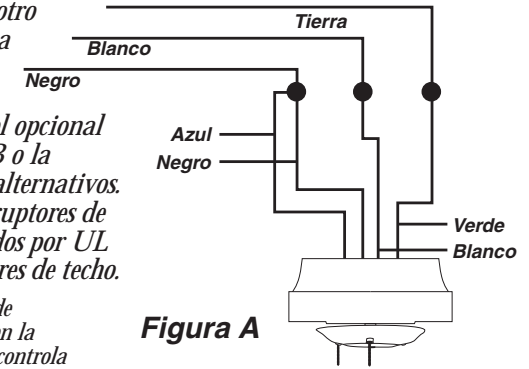 otro
a
l opcional
3 o la
alternativos.
ruptores de
dos por UL
res de techo.
de
n la
controla
Tierra
Blanco
Negro
Azul
Negro
Verde
Blanco
Figura A